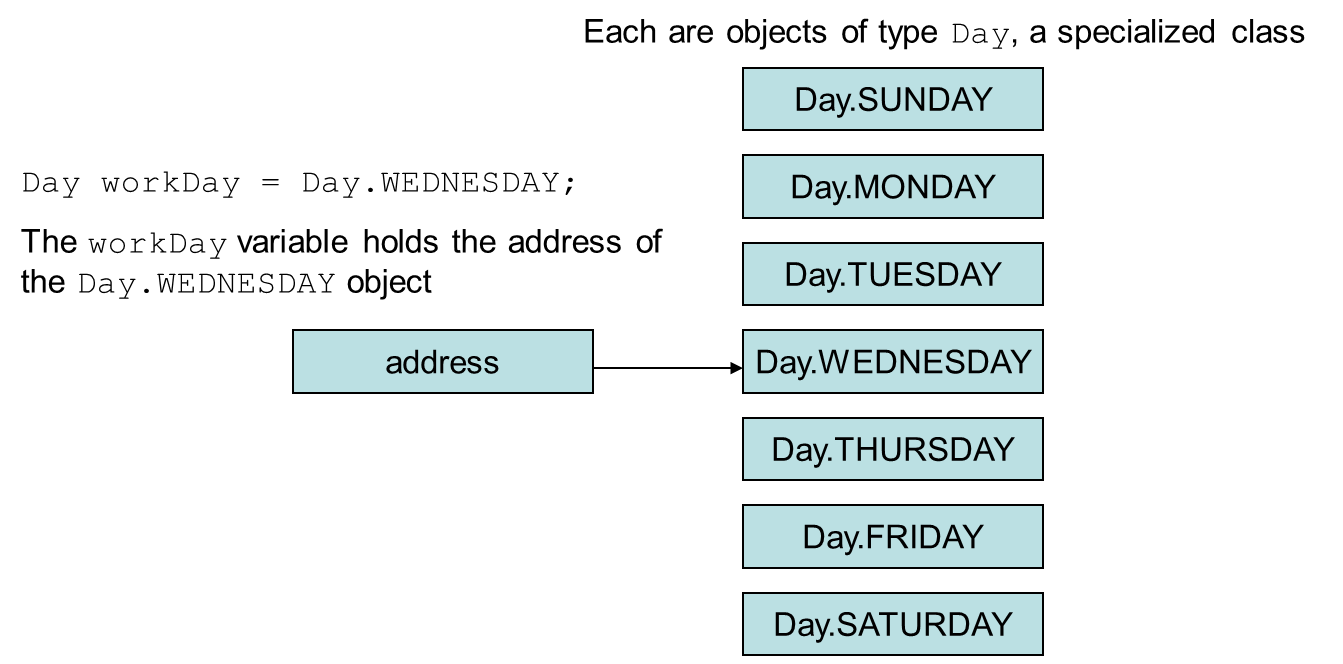 Each are objects of type Day, a specialized class
Day.SUNDAY
Day.MONDAY
Day workDay = Day.WEDNESDAY;
The workDay variable holds the address of
the Day.WEDNESDAY object
Day.TUESDAY
address
Day.WEDNESDAY
Day.THURSDAY
Day.FRIDAY
Day.SATURDAY